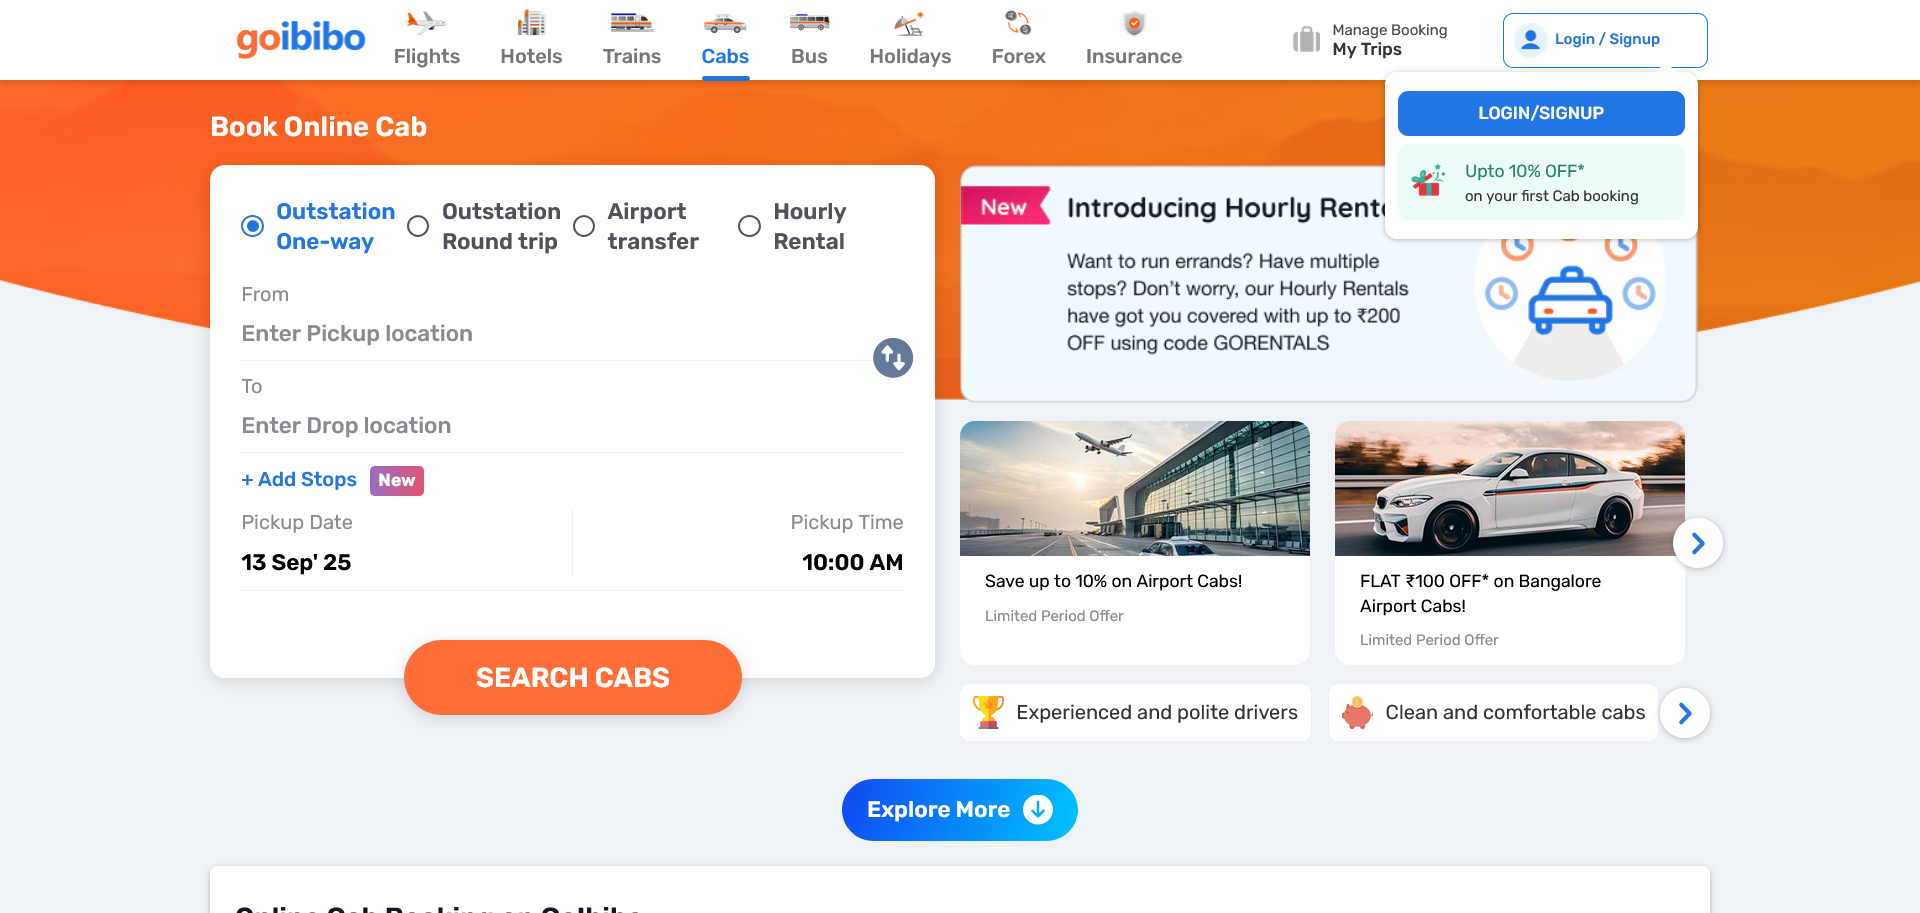 goibibo
Flights
Hotels
Trains
Cabs
Bus
Holidays
Forex
Insurance
Manage Booking
My Trips
Login / Signup
LOGIN/SIGNUP
Upto 10% OFF*
on your first Cab booking
Book Online Cab
Outstation
One-way
Outstation
Round trip
Airport
transfer
Hourly
Rental
From
Enter Pickup location
To
Enter Drop location
+ Add Stops
New
Pickup Date
13 Sep' 25
Pickup Time
10:00 AM
SEARCH CABS
New
Introducing Hourly
Want to run errands? Have multiple
stops? Don't worry, our Hourly Rentals
have got you covered with up to ₹200
OFF using code GORENTALS
Save up to 10% on Airport Cabs!
Limited Period Offer
FLAT ₹100 OFF* on Bangalore
Airport Cabs!
Limited Period Offer
Experienced and polite drivers
Clean and comfortable cabs
Explore More
Online Cab Booking on Goibibo